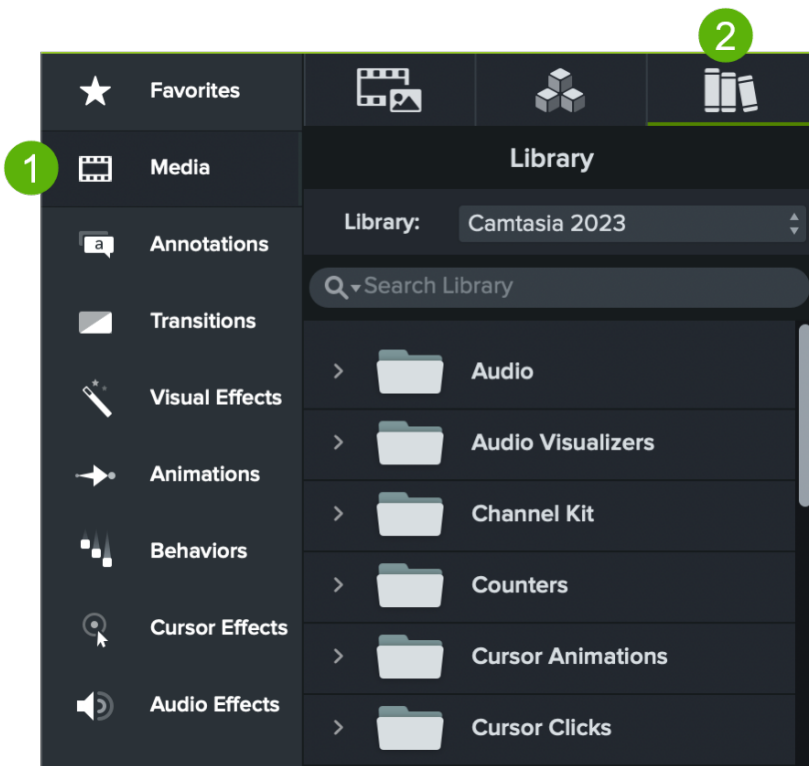 2
1
Favorites
Media
Annotations
Transitions
Visual Effects
Animations
Behaviors
Cursor Effects
Audio Effects
a
Library
Library: Camtasia 2023
Search Library
Audio
Audio Visualizers
Channel Kit
Counters
Cursor Animations
Cursor Clicks